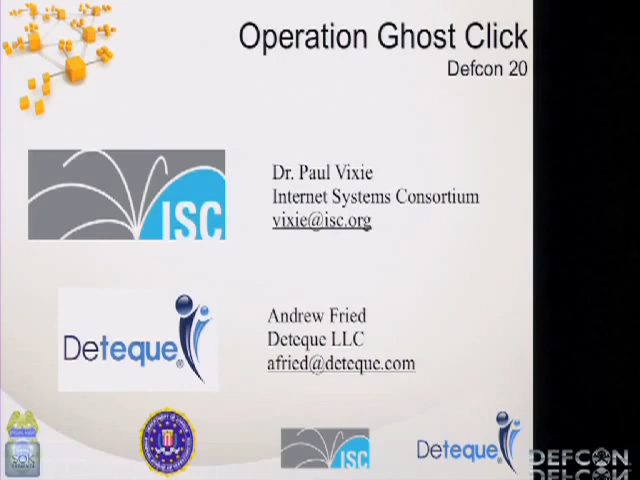 Operation Ghost Click
Defcon 20
ISC
Dr. Paul Vixie
Internet Systems Consortium
vixie@isc.org
Deteque®
Andrew Fried
Deteque LLC
afried@deteque.com
ISC
Deteque
DEFCON